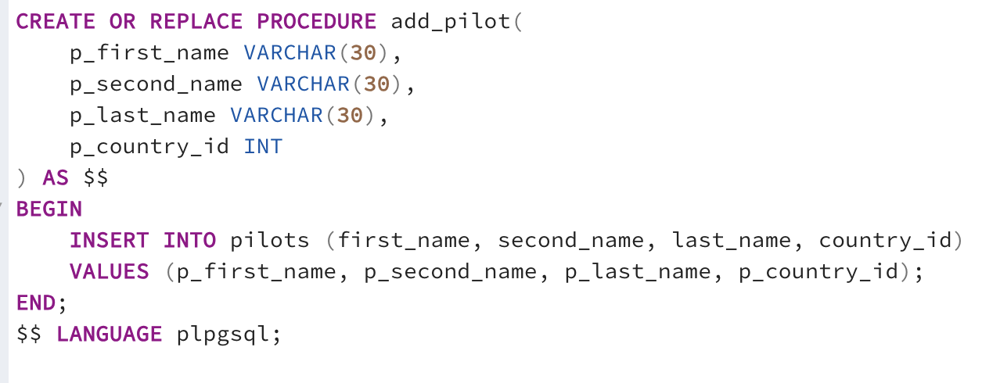 CREATE OR REPLACE PROCEDURE add_pilot(
    p_first_name VARCHAR(30),
    p_second_name VARCHAR(30),
    p_last_name VARCHAR(30),
    p_country_id INT
) AS $$
BEGIN
    INSERT INTO pilots (first_name, second_name, last_name, country_id)
    VALUES (p_first_name, p_second_name, p_last_name, p_country_id);
END;
$$ LANGUAGE plpgsql;